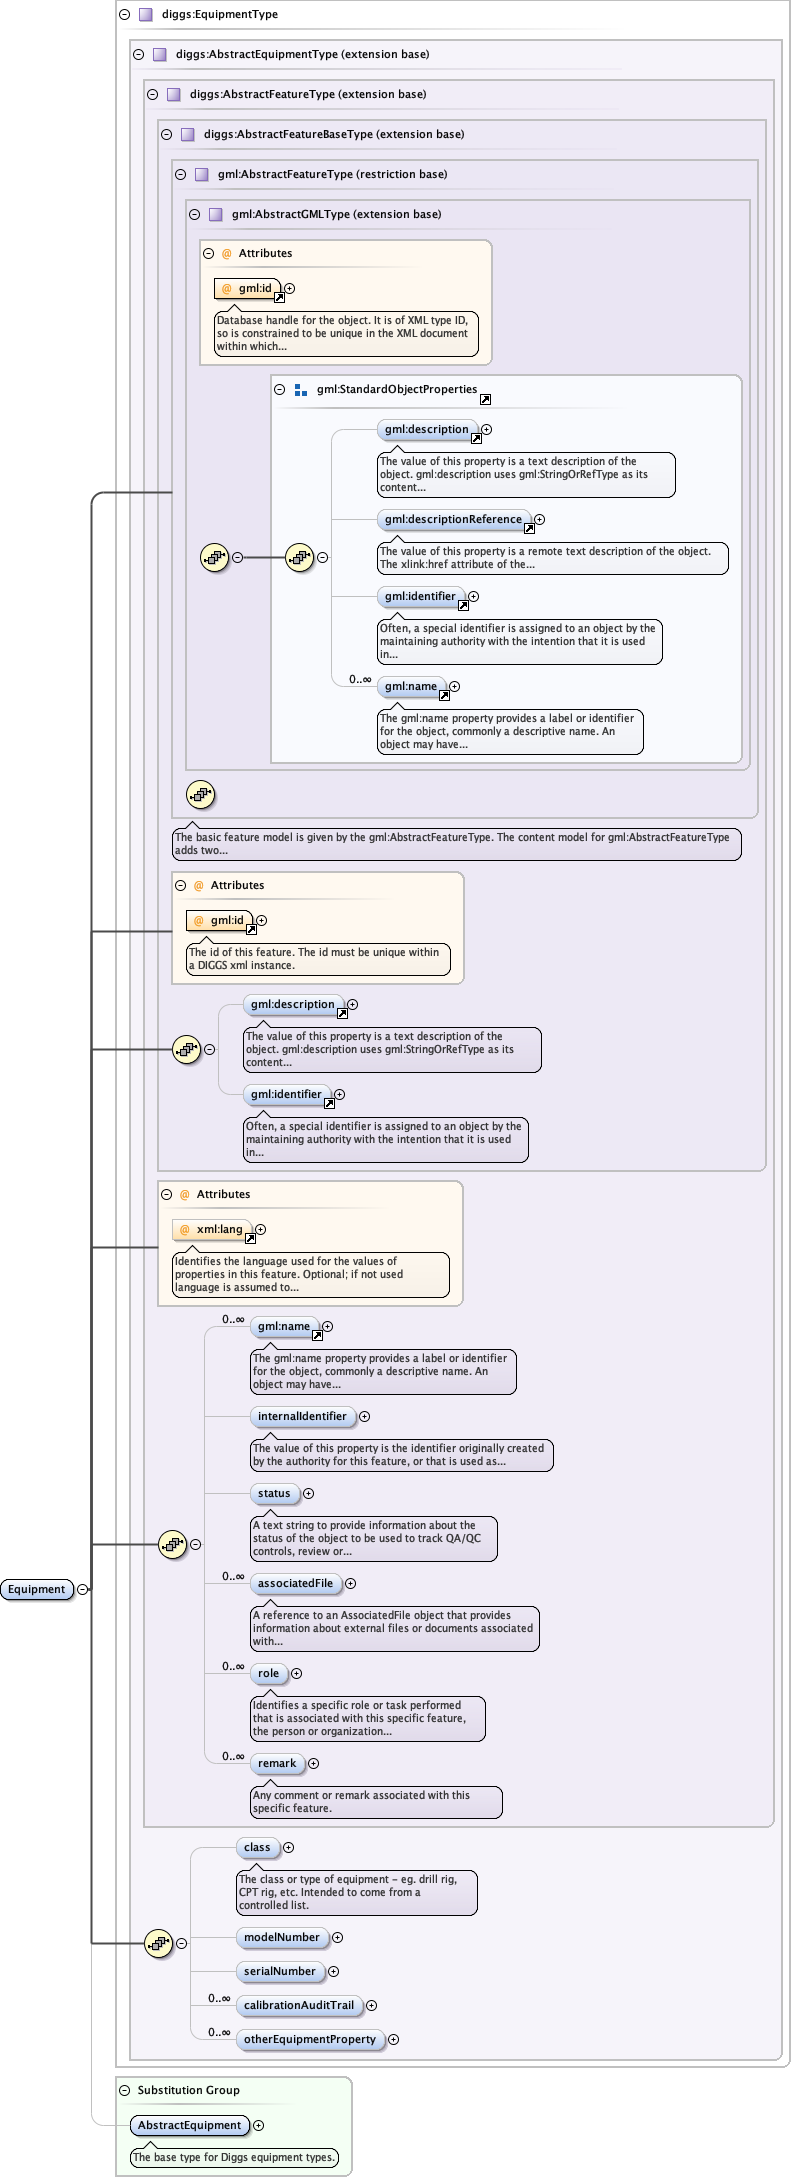 diggs:EquipmentType
diggs:AbstractEquipmentType (extension base)
diggs:AbstractFeatureType (extension base)
diggs:AbstractFeatureBaseType (extension base)
gml:AbstractFeatureType (restriction base)
gml:AbstractGMLType (extension base)
@ Attributes
@ gml:id
Database handle for the object. It is of XML type ID,
so is constrained to be unique in the XML document
within which...
gml:StandardObjectProperties
gml:description
The value of this property is a text description of the
object. gml:description uses gml:StringOrRefType as its
content...
gml:descriptionReference
The value of this property is a remote text description of the object.
The xlink:href attribute of the...
gml:identifier
Often, a special identifier is assigned to an object by the
maintaining authority with the intention that it is used
in...
0..∞
gml:name
The gml:name property provides a label or identifier
for the object, commonly a descriptive name. An
object may have...
The basic feature model is given by the gml:AbstractFeatureType. The content model for gml:AbstractFeatureType
adds two...
@ Attributes
@ gml:id
The id of this feature. The id must be unique within
a DIGGS xml instance.
gml:description
The value of this property is a text description of the
object. gml:description uses gml:StringOrRefType as its
content...
gml:identifier
Often, a special identifier is assigned to an object by the
maintaining authority with the intention that it is used
in...
@ Attributes
@ xml:lang
Identifies the language used for the values of
properties in this feature. Optional; if not used
language is assumed to...
0..∞
gml:name
The gml:name property provides a label or identifier
for the object, commonly a descriptive name. An
object may have...
internalIdentifier
The value of this property is the identifier originally created
by the authority for this feature, or that is used as...
status
A text string to provide information about the
status of the object to be used to track QA/QC
controls, review or...
0..∞
associatedFile
A reference to an AssociatedFile object that provides
information about external files or documents associated
with...
Equipment
0..∞
role
Identifies a specific role or task performed
that is associated with this specific feature,
the person or organization...
0..∞
remark
Any comment or remark associated with this
specific feature.
class
The class or type of equipment - eg. drill rig,
CPT rig, etc. Intended to come from a
controlled list.
modelNumber
serialNumber
0..∞
calibrationAuditTrail
0..∞
otherEquipmentProperty
Substitution Group
AbstractEquipment
The base type for Diggs equipment types.